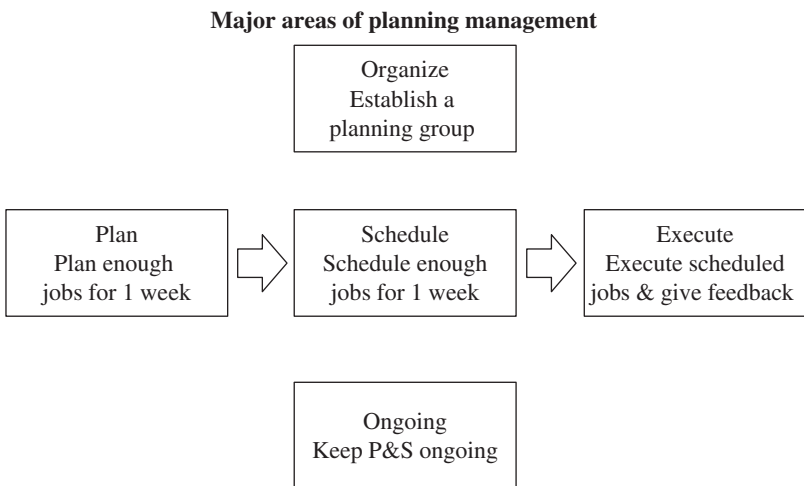 Major areas of planning management
Organize
Establish a
planning group
Plan
Plan enough
jobs for 1 week
Schedule
Schedule enough
jobs for 1 week
Execute
Execute scheduled
jobs & give feedback
Ongoing
Keep P&S ongoing